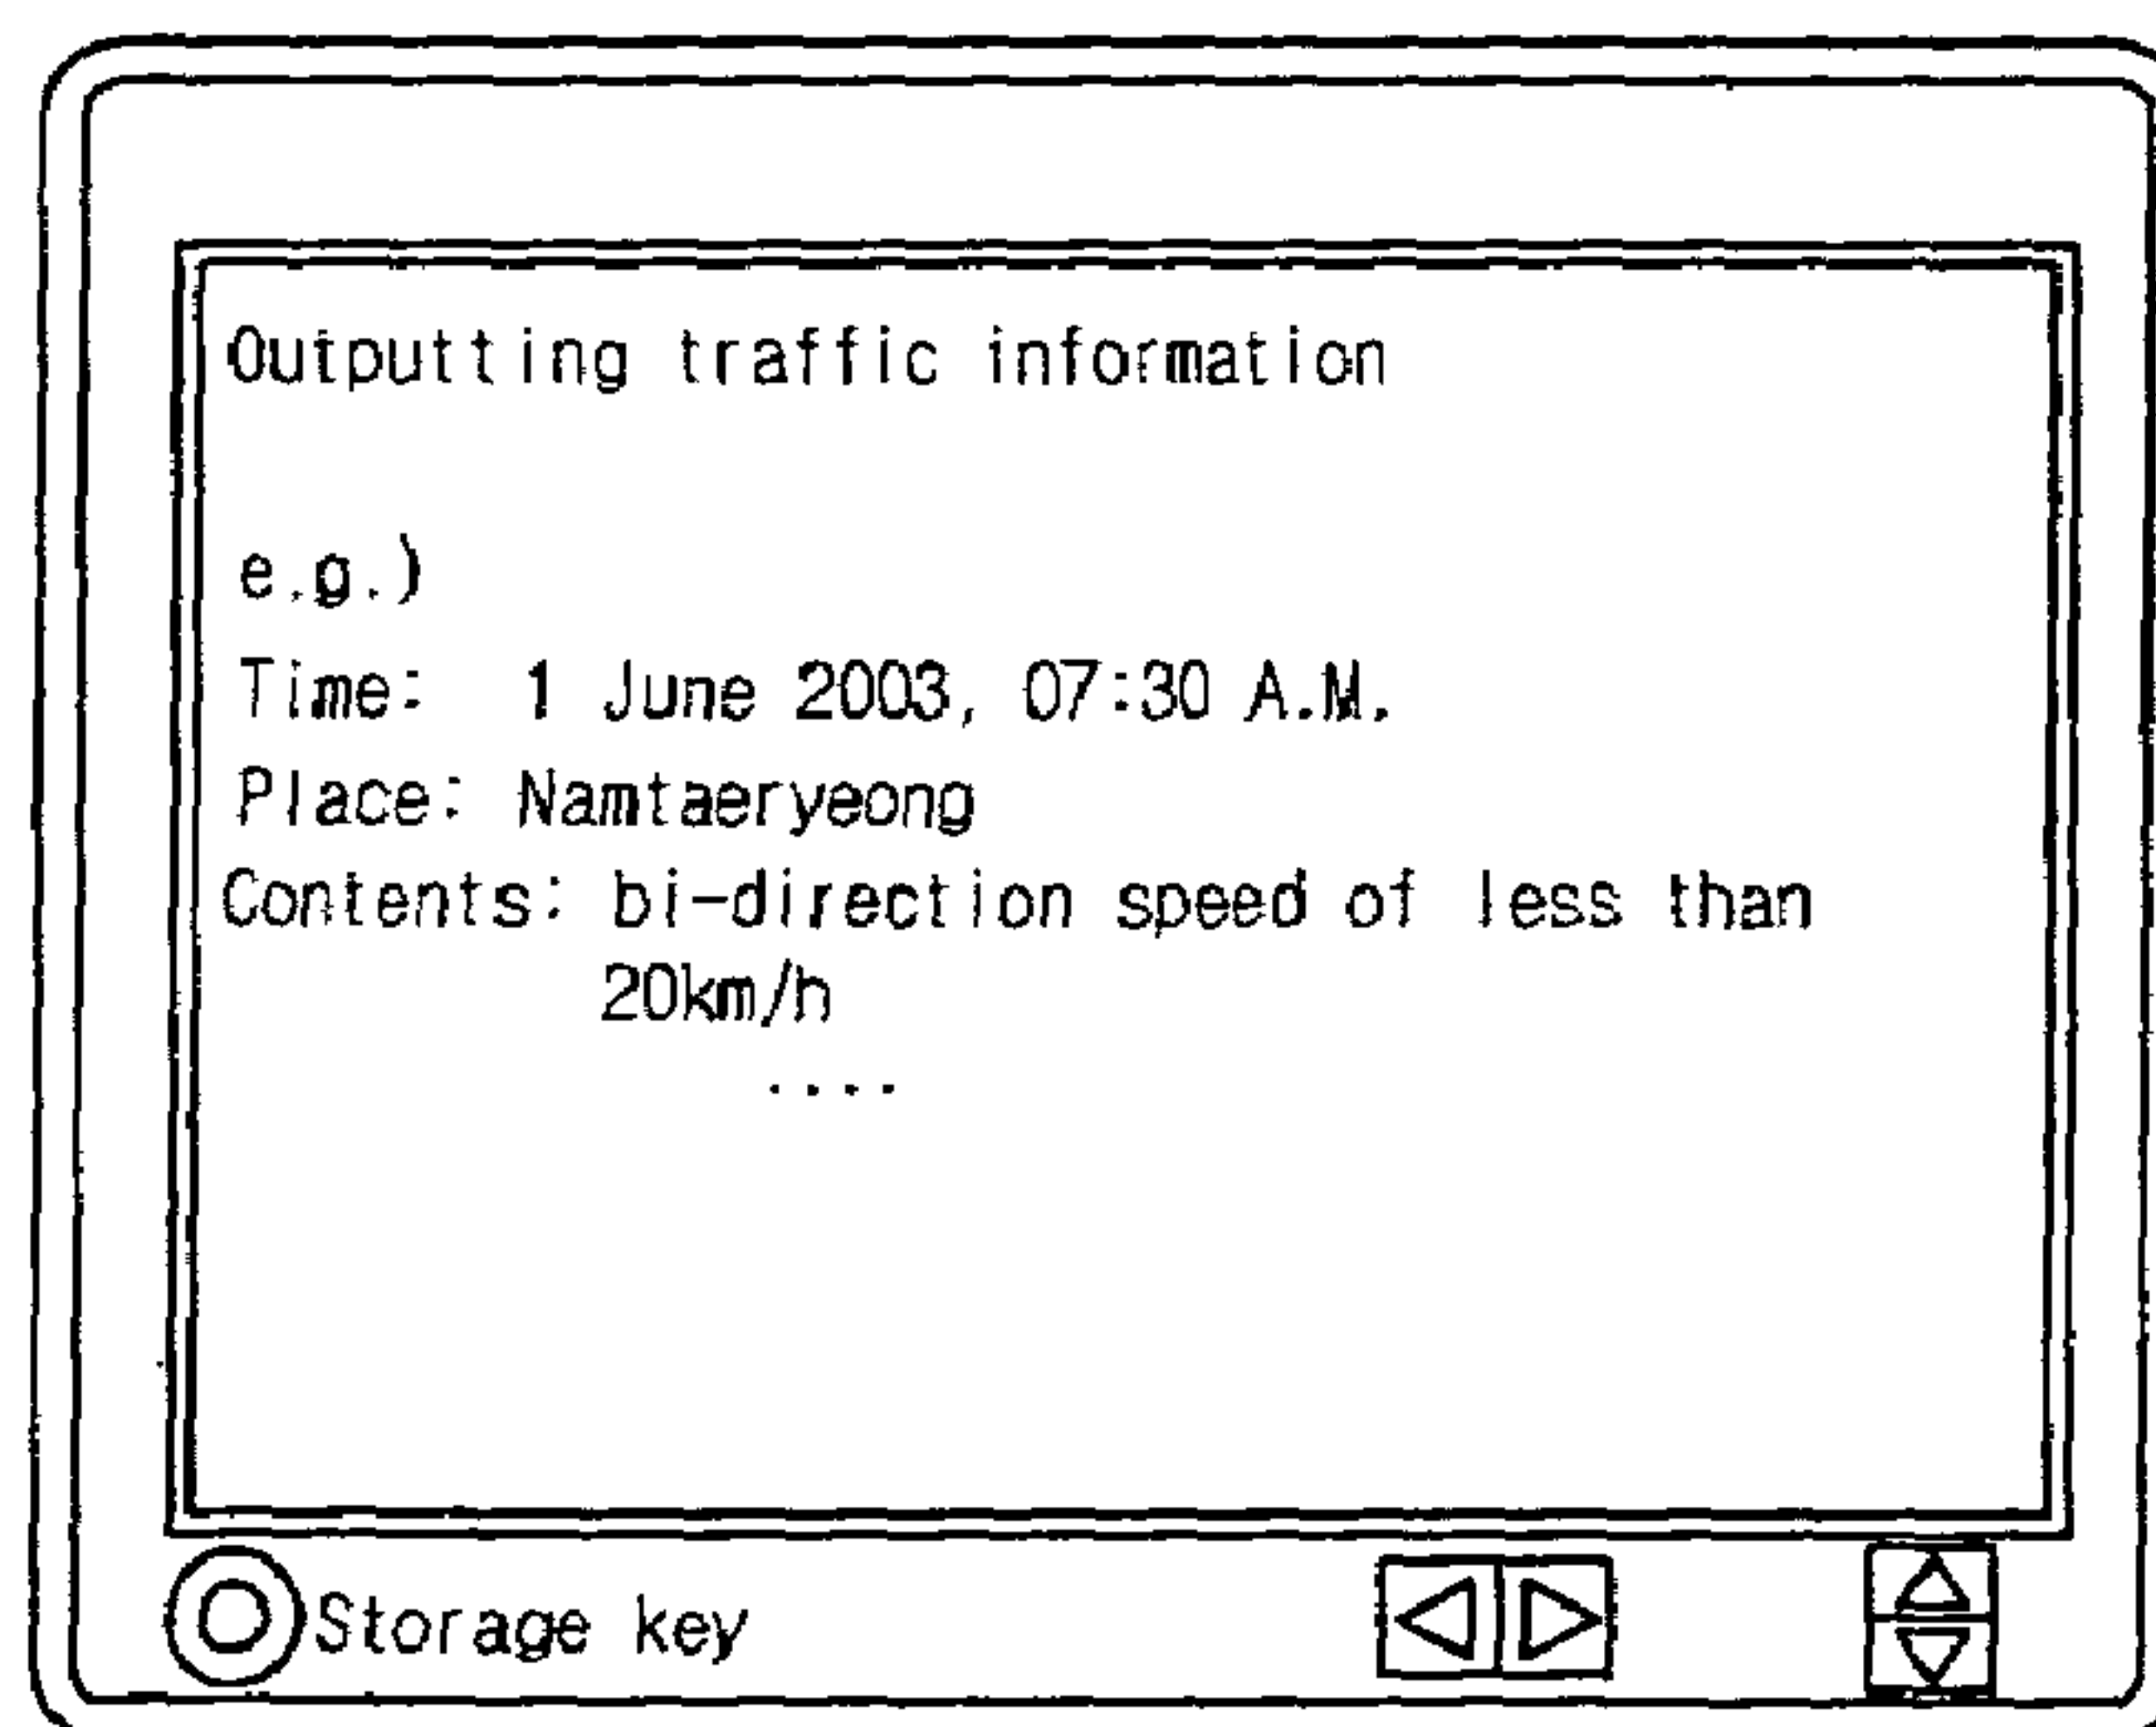 Outputting traffic information
e.g.)
Time: 1 June 2003, 07:30 A.M.
Place: Namtaeryeong
Contents: bi-direction speed of less than
20km/h
....
Storage key